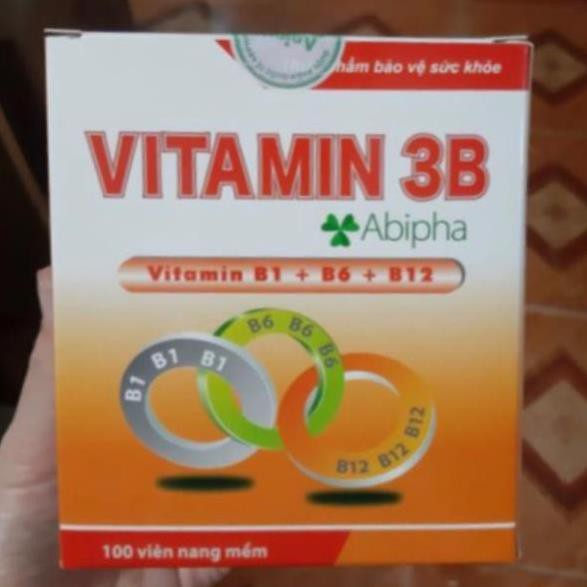 hẩm bảo vệ sức khỏe
VITAMIN 3B
Abipha
Vitamin B1 + B6 + B12
B1 B1 B1
B6 B6 B6
B12 B12 B12
100 viên nang mềm